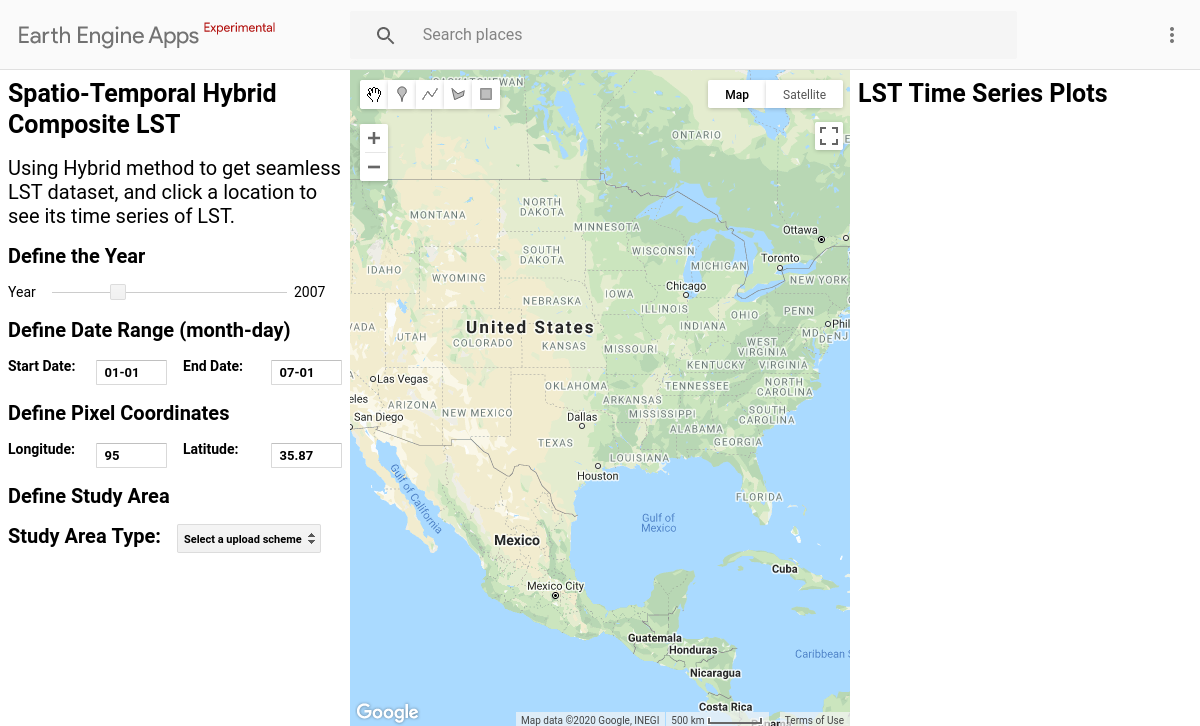 Earth Engine Apps Experimental
Search places
Spatio-Temporal Hybrid
Composite LST
Using Hybrid method to get seamless
LST dataset, and click a location to
see its time series of LST.
Define the Year
Year 2007
Define Date Range (month-day)
Start Date: 01-01 End Date: 07-01
Define Pixel Coordinates
Longitude: 95 Latitude: 35.87
Define Study Area
Study Area Type: Select a upload scheme
SASKATCHEWAN
Map Satellite
ONTARIO
MONTANA
NORTH
DAKOTA
MINNESOTA
Ottawa
SOUTH
DAKOTA
WISCONSIN
MICHIGAN
Toronto
IDAHO
WYOMING
NEW YORK
Chicago
NEBRASKA
IOWA
ILLINOIS
OHIO
PENN
INDIANA
Phil
United States
UTAH
COLORADO
KANSAS
MISSOURI
WEST
VIRGINIA
MD
DE
NJ
KENTUCKY
VIRGINIA
Las Vegas
OKLAHOMA
TENNESSEE
NORTH
CAROLINA
ARIZONA
NEW MEXICO
ARKANSAS
MISSISSIPPI
SOUTH
CAROLINA
San Diego
Dallas
ALABAMA
TEXAS
GEORGIA
LOUISIANA
Houston
Gulf of California
FLORIDA
Gulf of
Mexico
Mexico
Cuba
Mexico City
Guatemala
Honduras
Caribbean S
Nicaragua
Costa Rica
Google
Map data ©2020 Google, INEGI 500 km Terms of Use
LST Time Series Plots